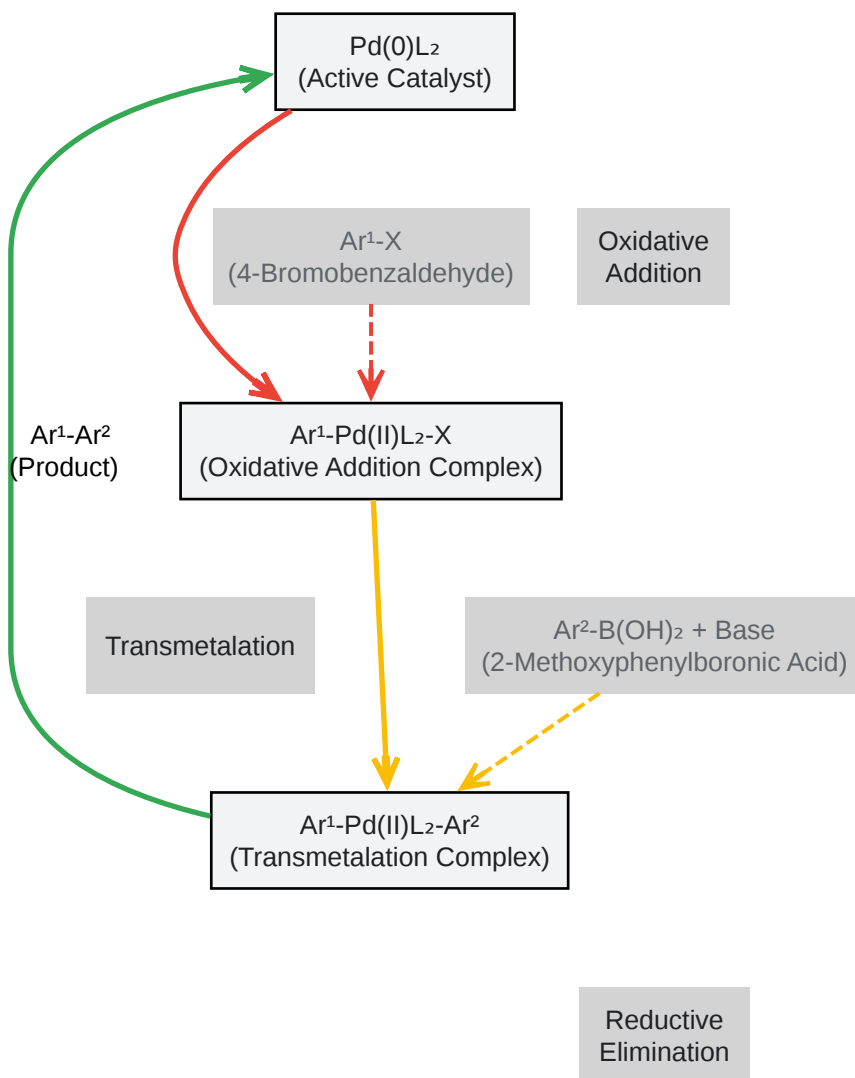 Pd(0)L₂
(Active Catalyst)
Ar¹-X
(4-Bromobenzaldehyde)
Oxidative
Addition
Ar¹-Ar²
(Product)
Ar¹-Pd(II)L₂-X
(Oxidative Addition Complex)
Transmetalation
Ar²-B(OH)₂ + Base
(2-Methoxyphenylboronic Acid)
Ar¹-Pd(II)L₂-Ar²
(Transmetalation Complex)
Reductive
Elimination